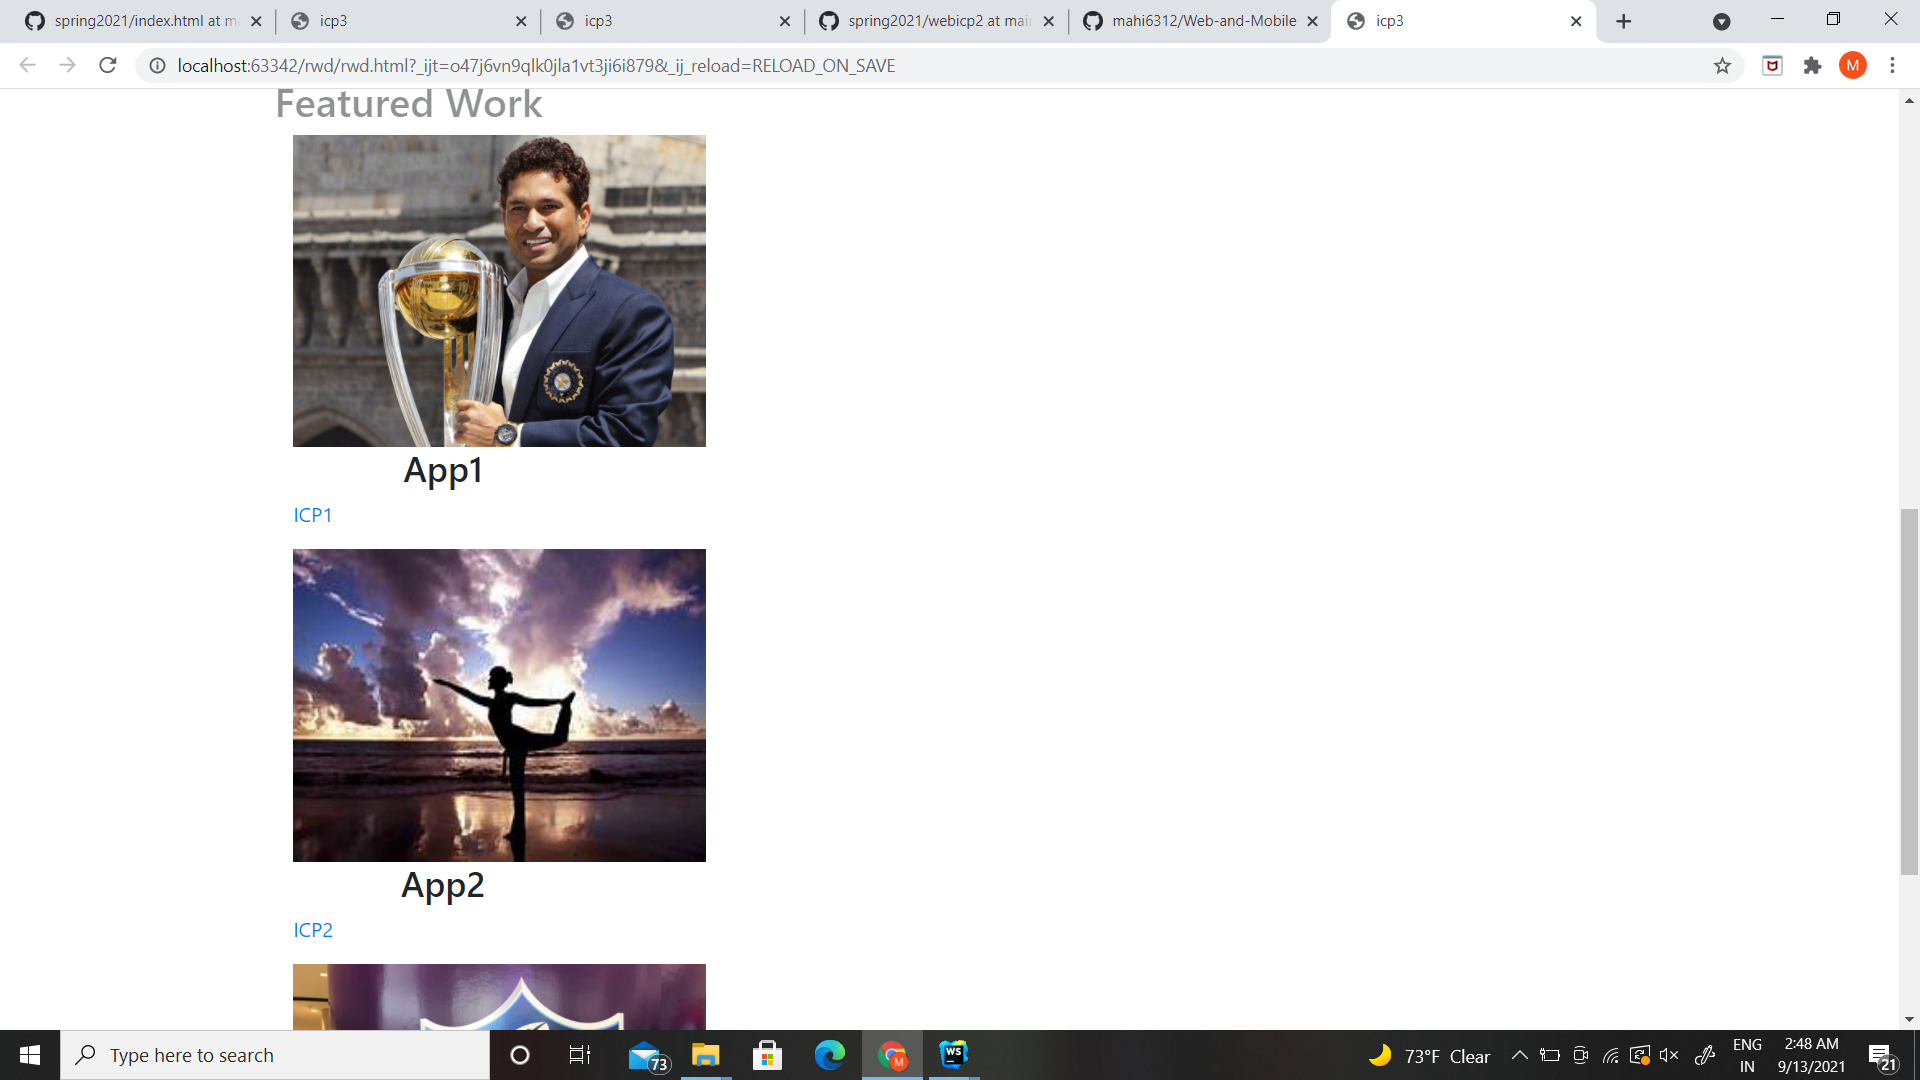 spring2021/index.html at m
icp3
icp3
spring2021/webicp2 at mai
mahi6312/Web-and-Mobile
icp3
localhost:63342/rwd/rwd.html?_ijt=o47j6vn9qlk0jla1vt3ji6i879&_ij_reload=RELOAD_ON_SAVE
M
Featured Work
App1
ICP1
App2
ICP2
Type here to search
73
M
WS
73°F Clear
ENG
IN
2:48 AM
9/13/2021
21